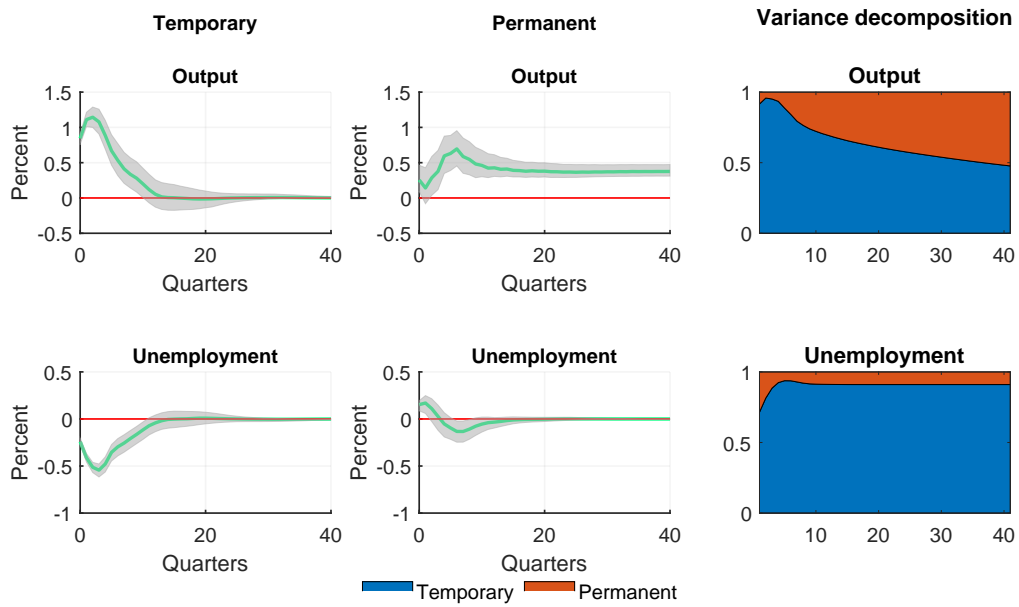 Temporary
Permanent
Variance decomposition
Output
Output
Output
1.5
1
0.5
0
-0.5
Percent
0
20
40
Quarters
1.5
1
0.5
0
-0.5
Percent
0
20
40
Quarters
1
0.5
0
10
20
30
40
Unemployment
Unemployment
Unemployment
0.5
0
-0.5
-1
Percent
0
20
40
Quarters
0.5
0
-0.5
-1
Percent
0
20
40
Quarters
1
0.5
0
10
20
30
40
Temporary
Permanent